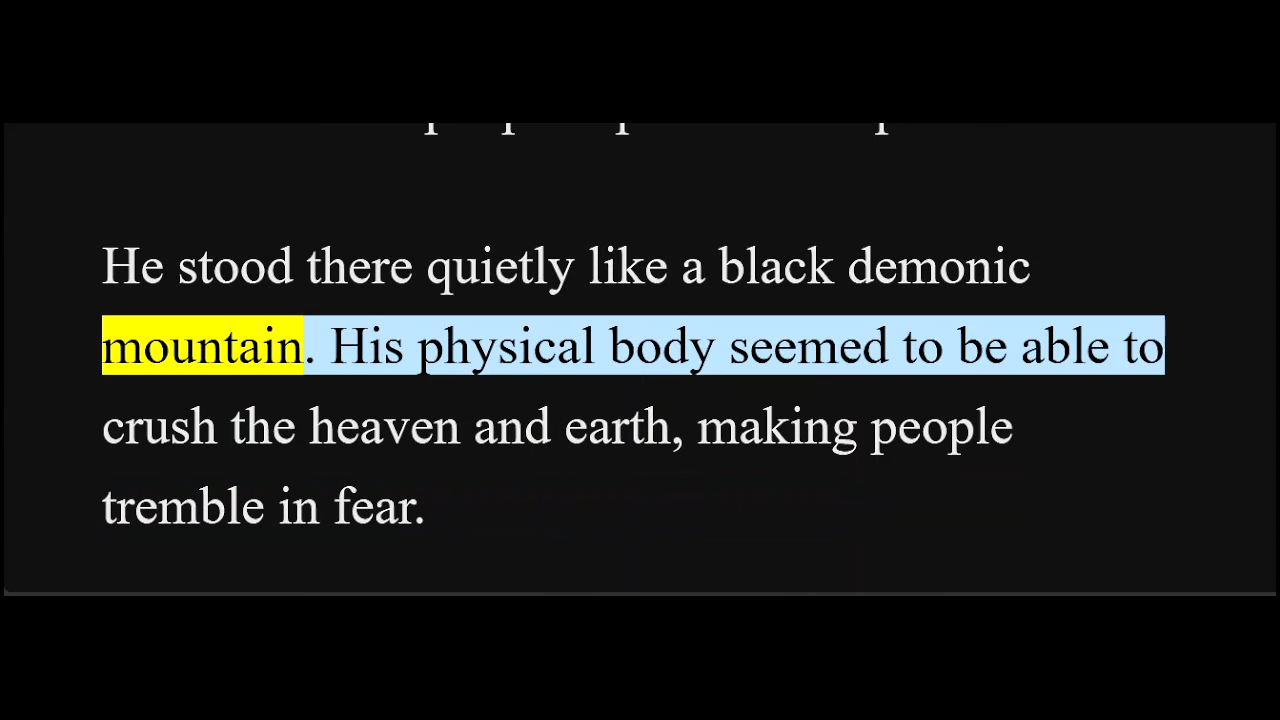 He stood there quietly like a black demonic
mountain. His physical body seemed to be able to
crush the heaven and earth, making people
tremble in fear.